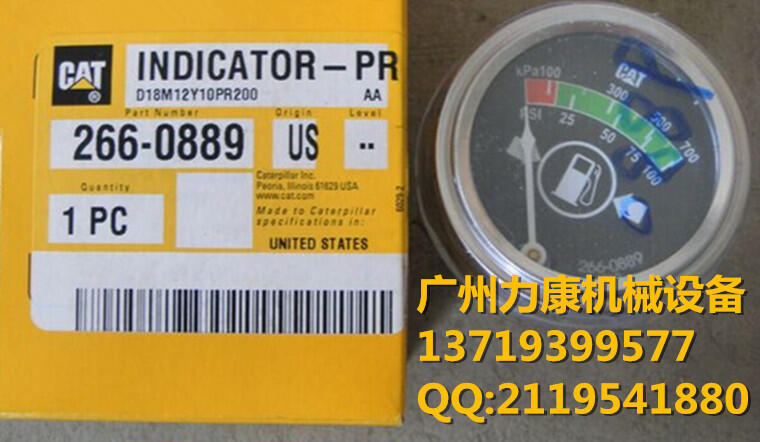 CAT
INDICATOR-PR
D18M12Y10PR200 AA
Part Number Origin Level
266-0889 US --
Quantity
1 PC
Caterpillar Inc.
Peoria, Illinois 61629 USA
www.cat.com
Made to Caterpillar
specifications in:
UNITED STATES
6029 2
kPa100 300 500 700
CAT
PSI 25 50 75 100
266-0889
广州力康机械设备
13719399577
QQ:2119541880